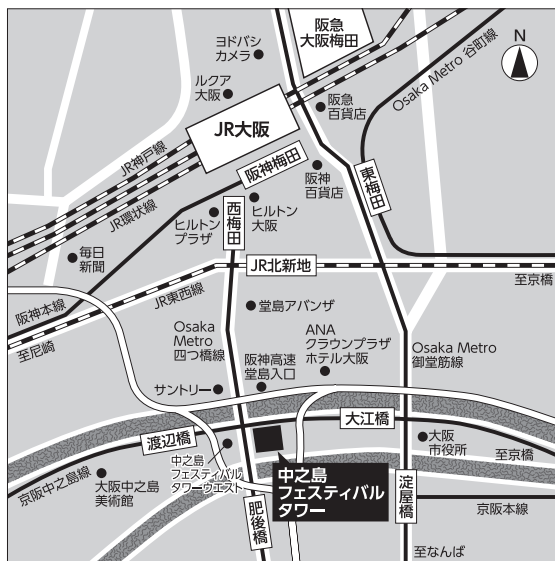 ヨドバシ
カメラ
阪急
大阪梅田
N
ルクア
大阪
阪急
百貨店
Osaka Metro 谷町線
JR大阪
JR神戸線
阪神梅田
阪神
百貨店
東梅田
JR環状線
西梅田
ヒルトン
プラザ
ヒルトン
大阪
毎日
新聞
JR北新地
至京橋
阪神本線
JR東西線
至尼崎
堂島アバンザ
Osaka
Metro
四つ橋線
ANA
クラウンプラザ
ホテル大阪
阪神高速
堂島入口
Osaka Metro
御堂筋線
サントリー
大江橋
渡辺橋
大阪
市役所
至京橋
京阪中之島線
大阪中之島
美術館
中之島
フェスティバル
タワーウエスト
中之島
フェスティバル
タワー
肥後橋
淀屋橋
京阪本線
至なんば